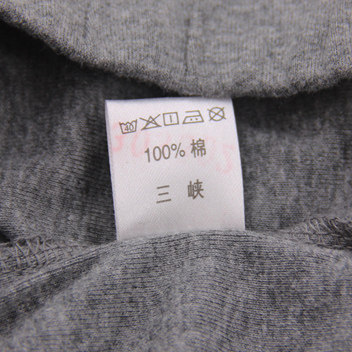 100% 棉
三 峡